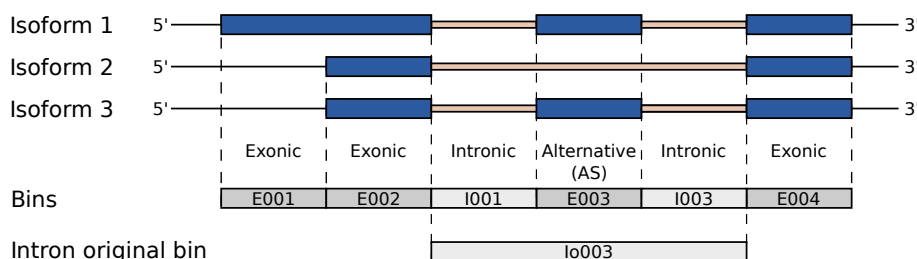 Isoform 1 5' 3'
Isoform 2 5' 3'
Isoform 3 5' 3'
Exonic Exonic Intronic Alternative Intronic Exonic
(AS)
Bins E001 E002 I001 E003 I003 E004
Intron original bin Io003